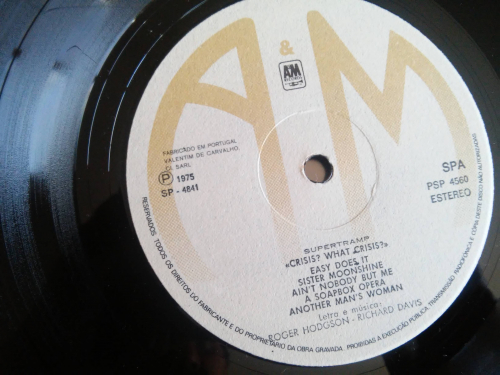 A&M
A&M
RECORDS
FABRICADO EM PORTUGAL
VALENTIM DE CARVALHO,
CI. SARL
Ⓟ 1975
SP - 4841
SPA
PSP 4560
ESTEREO
SUPERTRAMP
«CRISIS? WHAT CRISIS?»
EASY DOES IT
SISTER MOONSHINE
AIN'T NOBODY BUT ME
A SOAPBOX OPERA
ANOTHER MAN'S WOMAN
Letra e música:
ROGER HODGSON - RICHARD DAVIS
RESERVADOS TODOS OS DIREITOS DO FABRICANTE E DO PROPRIETÁRIO DA OBRA GRAVADA. PROIBIDAS A EXECUÇÃO PÚBLICA, TRANSMISSÃO RADIOFÓNICA E CÓPIA DESTE DISCO NÃO AUTORIZADAS